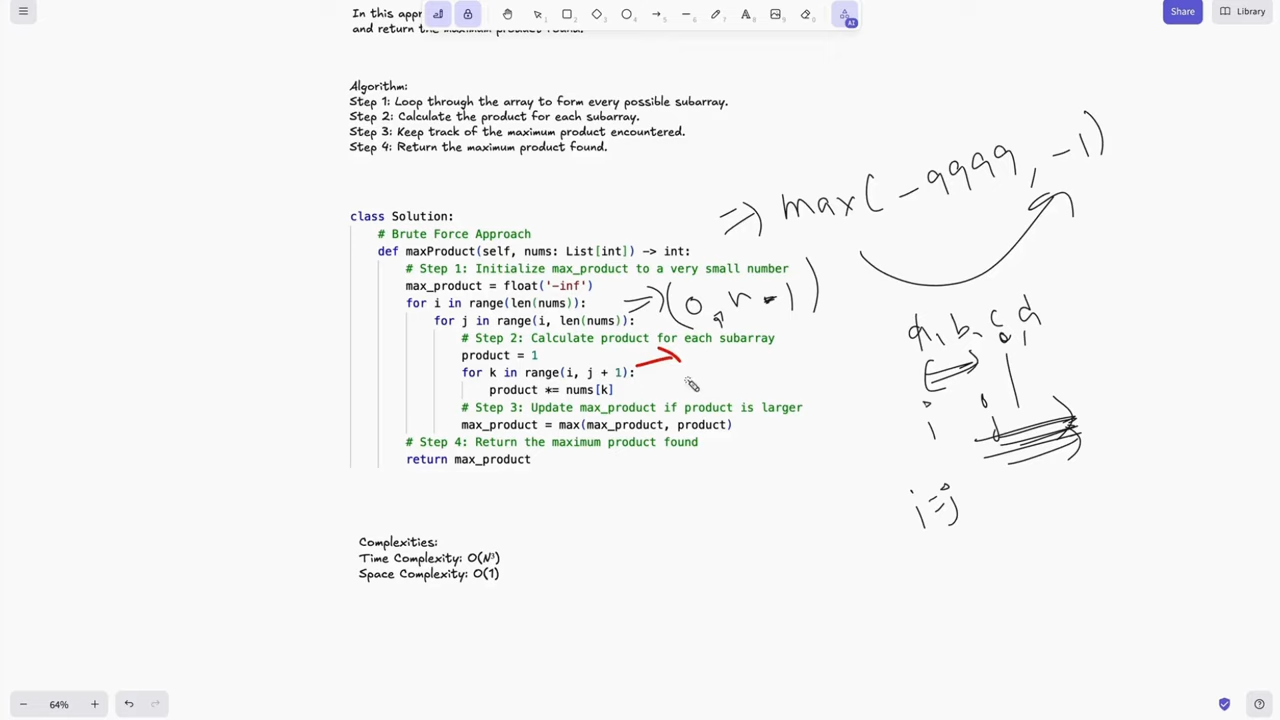 In this appr
and return the maximum product found.
Share
Library
Algorithm:
Step 1: Loop through the array to form every possible subarray.
Step 2: Calculate the product for each subarray.
Step 3: Keep track of the maximum product encountered.
Step 4: Return the maximum product found.
=> max(-9999, -1)
class Solution:
# Brute Force Approach
def maxProduct(self, nums: List[int]) -> int:
# Step 1: Initialize max_product to a very small number
max_product = float('-inf')
for i in range(len(nums)):
=> (0, n-1)
for j in range(i, len(nums)):
a, b, c, d
# Step 2: Calculate product for each subarray
product = 1
for k in range(i, j + 1):
product *= nums[k]
# Step 3: Update max_product if product is larger
max_product = max(max_product, product)
i j
# Step 4: Return the maximum product found
return max_product
i=j
Complexities:
Time Complexity: O(N³)
Space Complexity: O(1)
64%